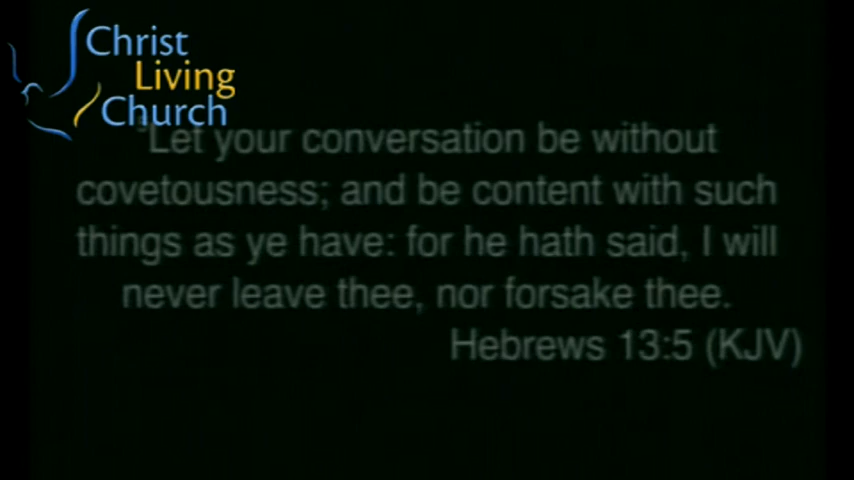 Christ
Living
Church
⁵Let your conversation be without
covetousness; and be content with such
things as ye have: for he hath said, I will
never leave thee, nor forsake thee.
Hebrews 13:5 (KJV)